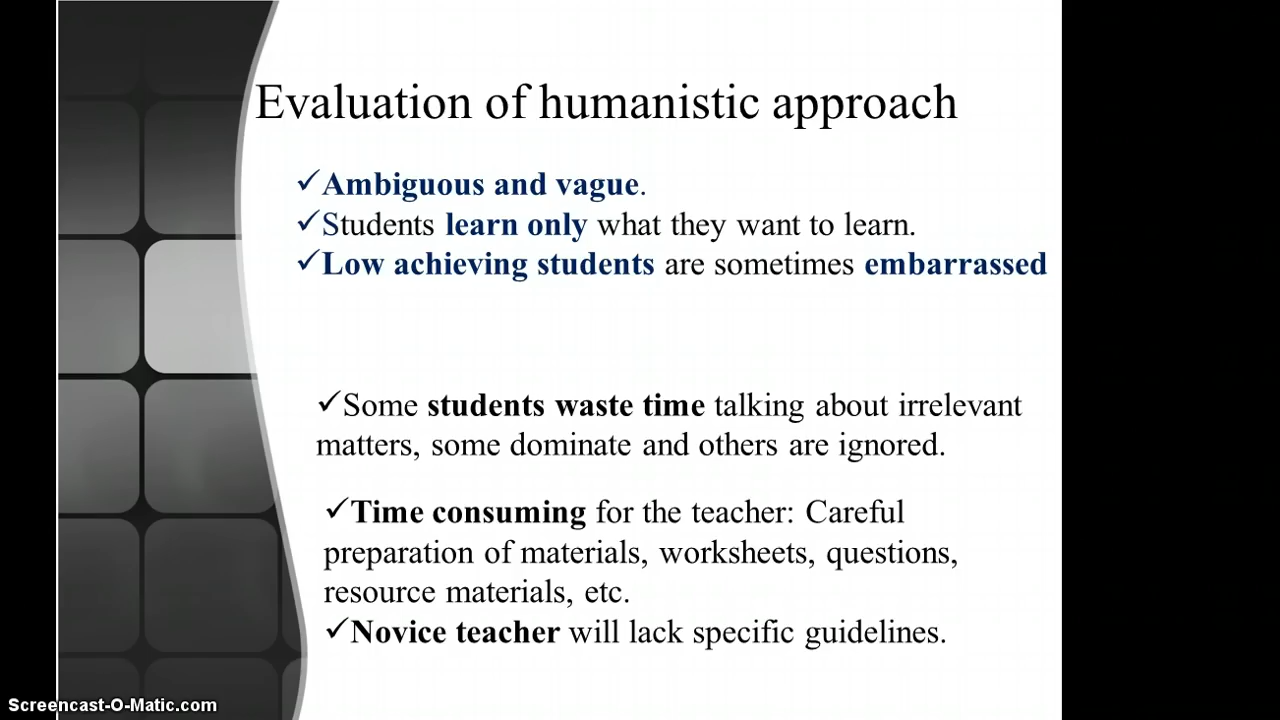 Evaluation of humanistic approach
✓Ambiguous and vague.
✓Students learn only what they want to learn.
✓Low achieving students are sometimes embarrassed
✓Some students waste time talking about irrelevant
matters, some dominate and others are ignored.
✓Time consuming for the teacher: Careful
preparation of materials, worksheets, questions,
resource materials, etc.
✓Novice teacher will lack specific guidelines.
Screencast-O-Matic.com